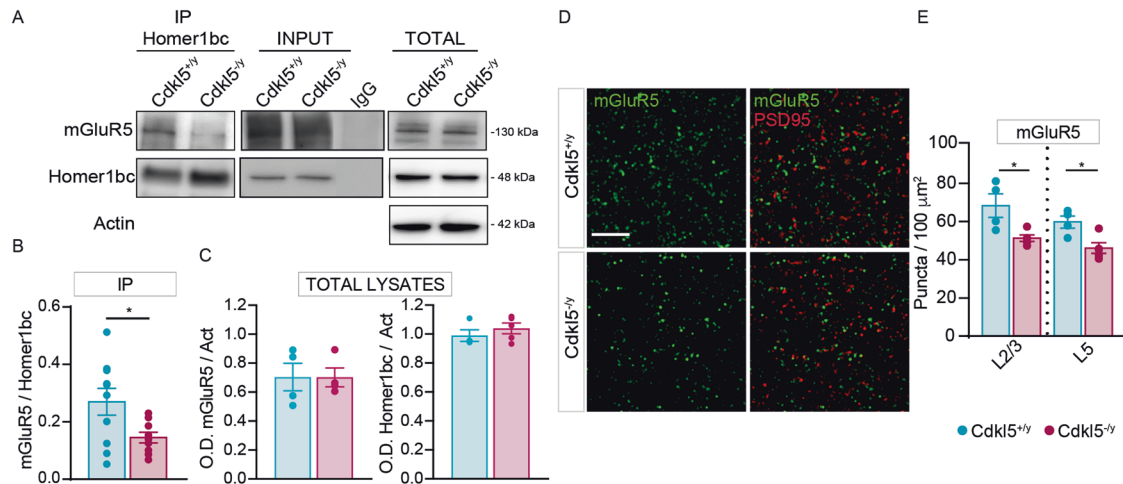 A
IP
Homer1bc
INPUT
TOTAL
Cdkl5+/y
Cdkl5-/y
Cdkl5+/y
Cdkl5-/y
IgG
Cdkl5+/y
Cdkl5-/y
mGluR5
-130 kDa
Homer1bc
- 48 kDa
Actin
- 42 kDa
B
IP
mGluR5 / Homer1bc
0.6
0.4
0.2
0.0
*
C
TOTAL LYSATES
O.D. mGluR5 / Act
1.2
1.0
0.8
0.6
0.4
0.2
0.0
O.D. Homer1bc / Act
1.2
1.0
0.8
0.6
0.4
0.2
0.0
D
mGluR5
mGluR5
PSD95
Cdkl5+/y
Cdkl5-/y
E
mGluR5
Puncta / 100 µm²
100
80
60
40
20
0
*
*
L2/3
L5
Cdkl5+/y
Cdkl5-/y